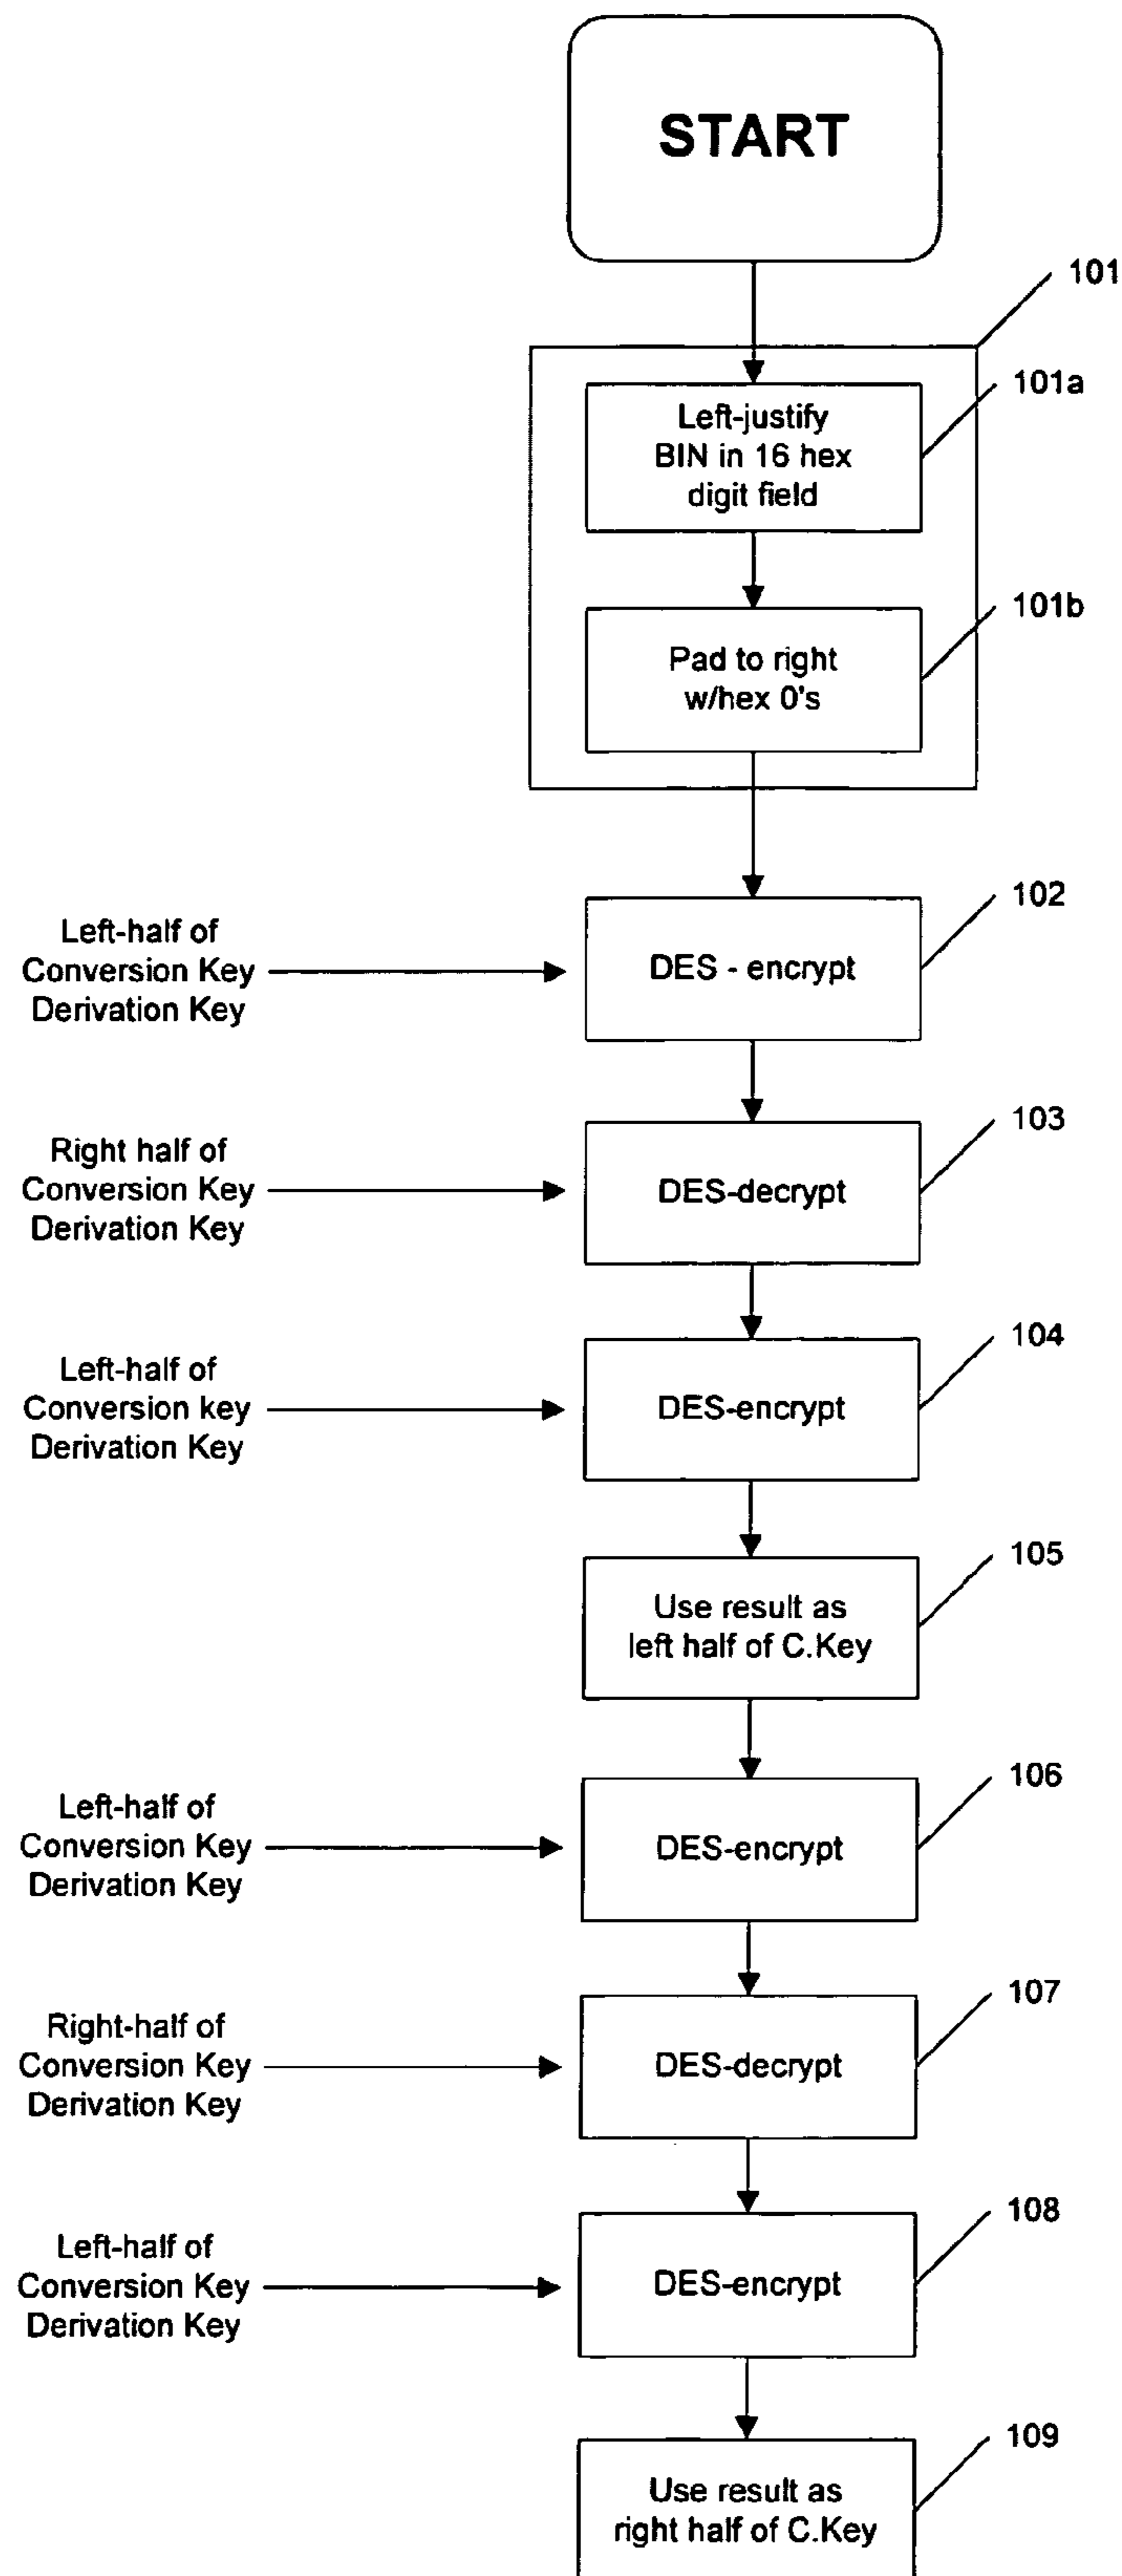 START
101
101a
Left-justify
BIN in 16 hex
digit field
101b
Pad to right
w/hex 0's
102
Left-half of
Conversion Key
Derivation Key
DES - encrypt
103
Right half of
Conversion Key
Derivation Key
DES-decrypt
104
Left-half of
Conversion key
Derivation Key
DES-encrypt
105
Use result as
left half of C.Key
106
Left-half of
Conversion Key
Derivation Key
DES-encrypt
107
Right-half of
Conversion Key
Derivation Key
DES-decrypt
108
Left-half of
Conversion Key
Derivation Key
DES-encrypt
109
Use result as
right half of C.Key